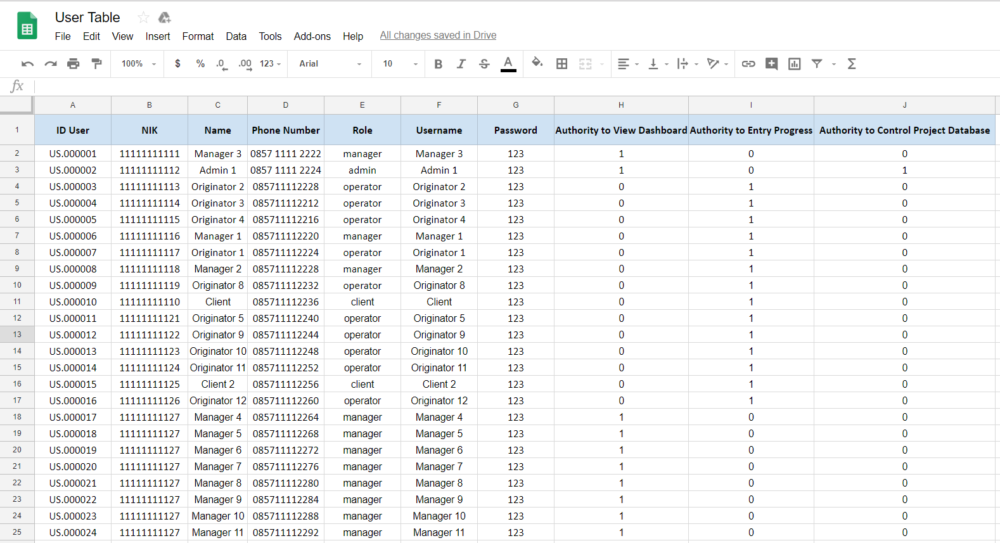 User Table
File Edit View Insert Format Data Tools Add-ons Help All changes saved in Drive
100% $ % .0 .00 123 Arial 10 B I S A
fx
A B C D E F G H I J
1 ID User NIK Name Phone Number Role Username Password Authority to View Dashboard Authority to Entry Progress Authority to Control Project Database
2 US.000001 11111111111 Manager 3 0857 1111 2222 manager Manager 3 123 1 0 0
3 US.000002 11111111112 Admin 1 0857 1111 2224 admin Admin 1 123 1 0 1
4 US.000003 11111111113 Originator 2 085711112228 operator Originator 2 123 0 1 0
5 US.000004 11111111114 Originator 3 085711112212 operator Originator 3 123 0 1 0
6 US.000005 11111111115 Originator 4 085711112216 operator Originator 4 123 0 1 0
7 US.000006 11111111116 Manager 1 085711112220 manager Manager 1 123 0 1 0
8 US.000007 11111111117 Originator 1 085711112224 operator Originator 1 123 0 1 0
9 US.000008 11111111118 Manager 2 085711112228 manager Manager 2 123 0 1 0
10 US.000009 11111111119 Originator 8 085711112232 operator Originator 8 123 0 1 0
11 US.000010 11111111110 Client 085711112236 client Client 123 0 1 0
12 US.000011 11111111121 Originator 5 085711112240 operator Originator 5 123 0 1 0
13 US.000012 11111111122 Originator 9 085711112244 operator Originator 9 123 0 1 0
14 US.000013 11111111123 Originator 10 085711112248 operator Originator 10 123 0 1 0
15 US.000014 11111111124 Originator 11 085711112252 operator Originator 11 123 0 1 0
16 US.000015 11111111125 Client 2 085711112256 client Client 2 123 0 1 0
17 US.000016 11111111126 Originator 12 085711112260 operator Originator 12 123 0 1 0
18 US.000017 11111111127 Manager 4 085711112264 manager Manager 4 123 1 0 0
19 US.000018 11111111127 Manager 5 085711112268 manager Manager 5 123 1 0 0
20 US.000019 11111111127 Manager 6 085711112272 manager Manager 6 123 1 0 0
21 US.000020 11111111127 Manager 7 085711112276 manager Manager 7 123 1 0 0
22 US.000021 11111111127 Manager 8 085711112280 manager Manager 8 123 1 0 0
23 US.000022 11111111127 Manager 9 085711112284 manager Manager 9 123 1 0 0
24 US.000023 11111111127 Manager 10 085711112288 manager Manager 10 123 1 0 0
25 US.000024 11111111127 Manager 11 085711112292 manager Manager 11 123 1 0 0